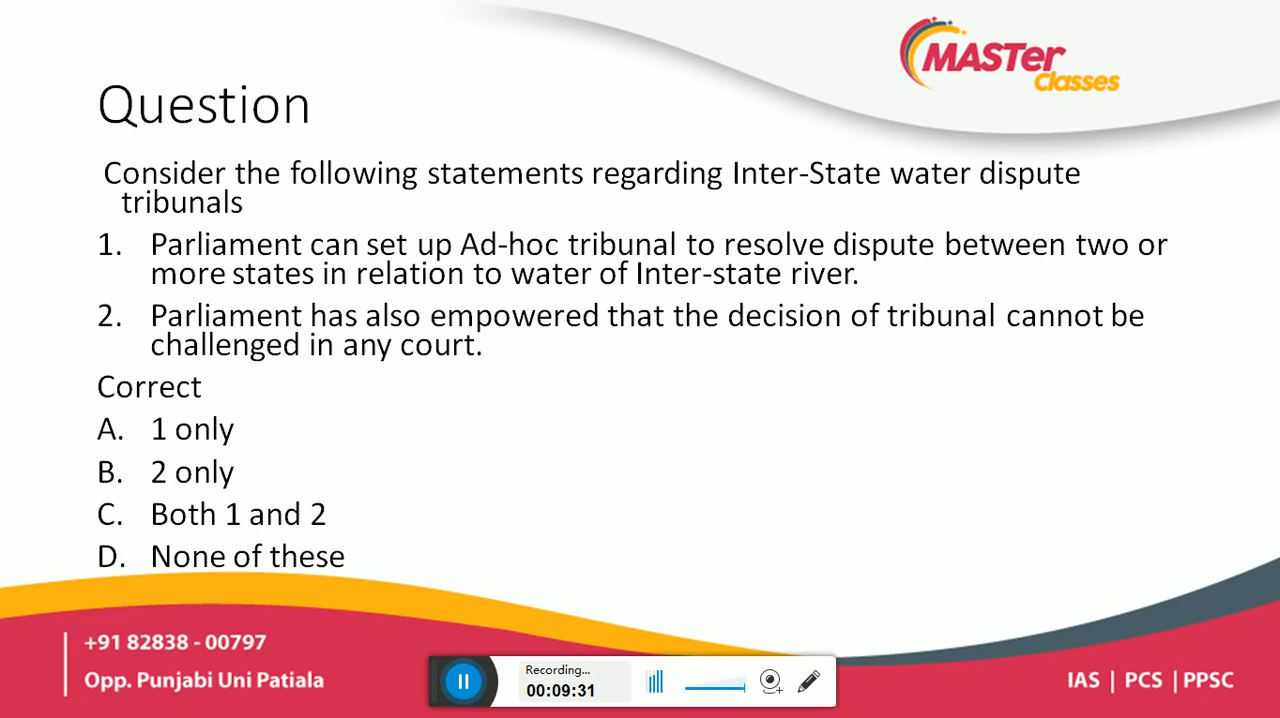 MASTer
Classes
Question
Consider the following statements regarding Inter-State water dispute
tribunals
1. Parliament can set up Ad-hoc tribunal to resolve dispute between two or
more states in relation to water of Inter-state river.
2. Parliament has also empowered that the decision of tribunal cannot be
challenged in any court.
Correct
A. 1 only
B. 2 only
C. Both 1 and 2
D. None of these
+91 82838 - 00797
Opp. Punjabi Uni Patiala
Recording...
00:09:31
IAS | PCS | PPSC